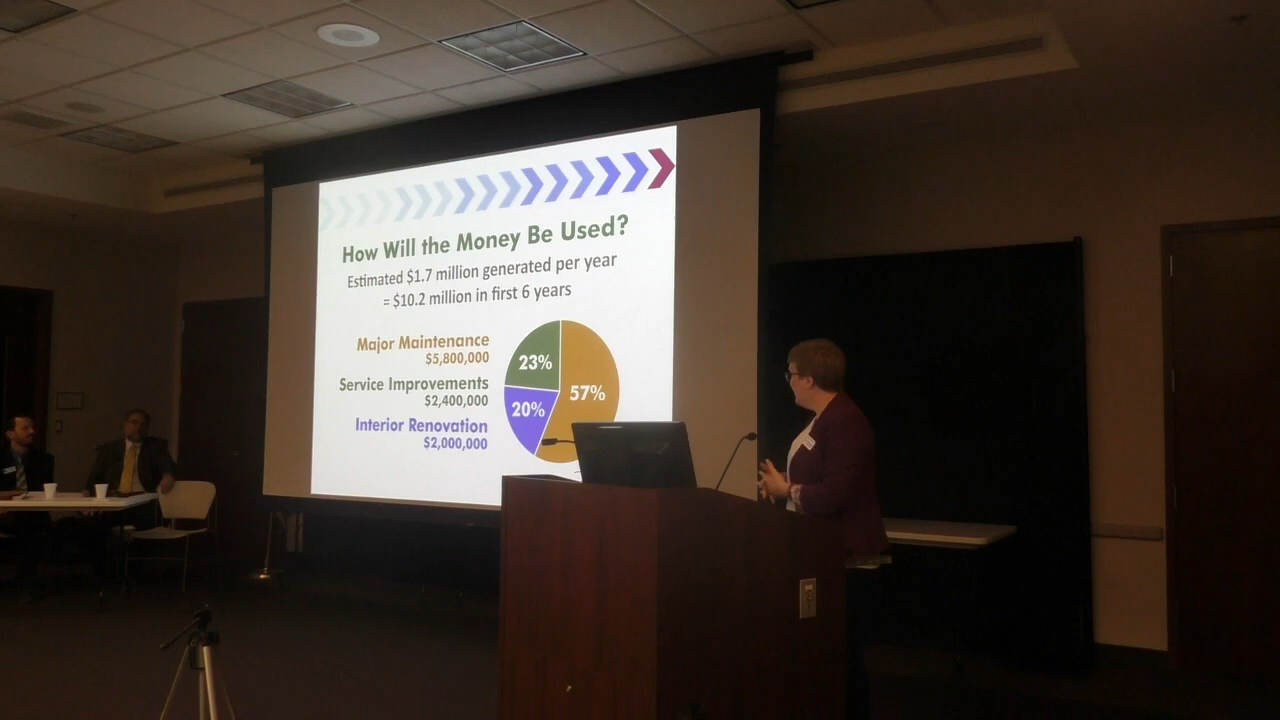 How Will the Money Be Used?
Estimated $1.7 million generated per year
= $10.2 million in first 6 years
Major Maintenance
$5,800,000
Service Improvements
$2,400,000
Interior Renovation
$2,000,000
23%
57%
20%